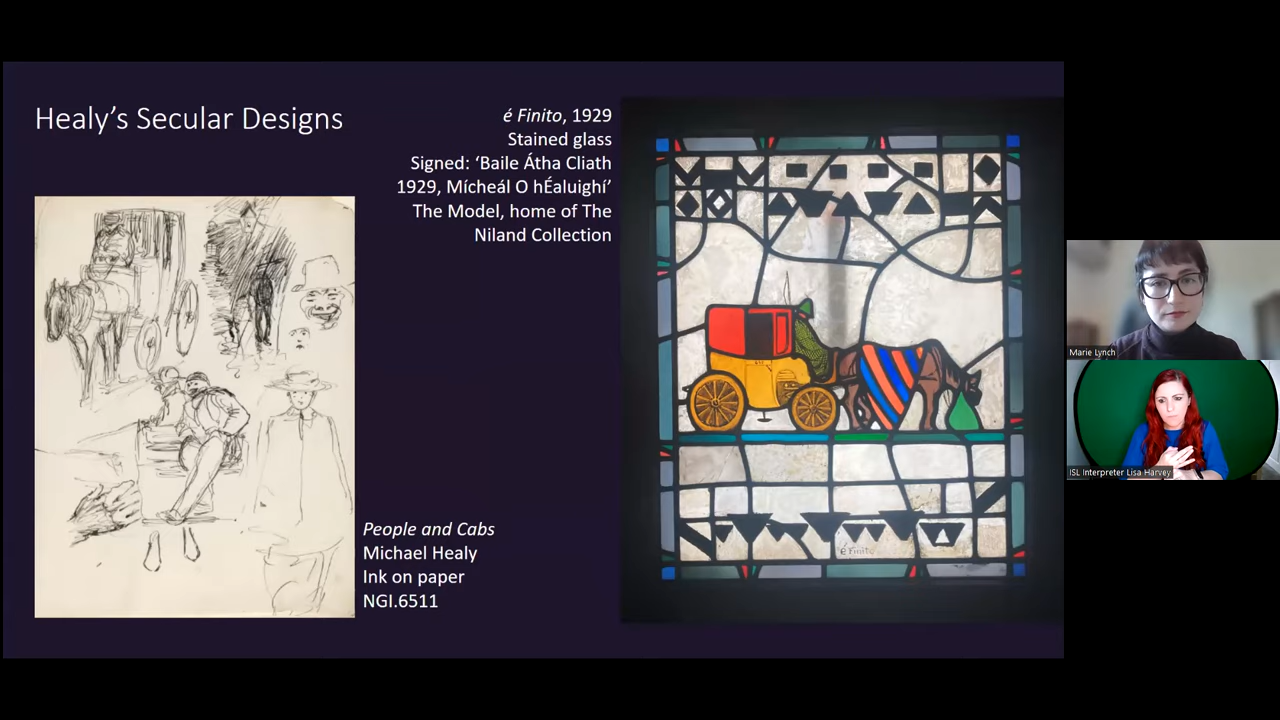 Healy's Secular Designs
é Finito, 1929
Stained glass
Signed: ‘Baile Átha Cliath
1929, Mícheál O hÉaluighí’
The Model, home of The
Niland Collection
People and Cabs
Michael Healy
Ink on paper
NGI.6511
é Finit
Marie Lynch
ISL Interpreter Lisa Harvey